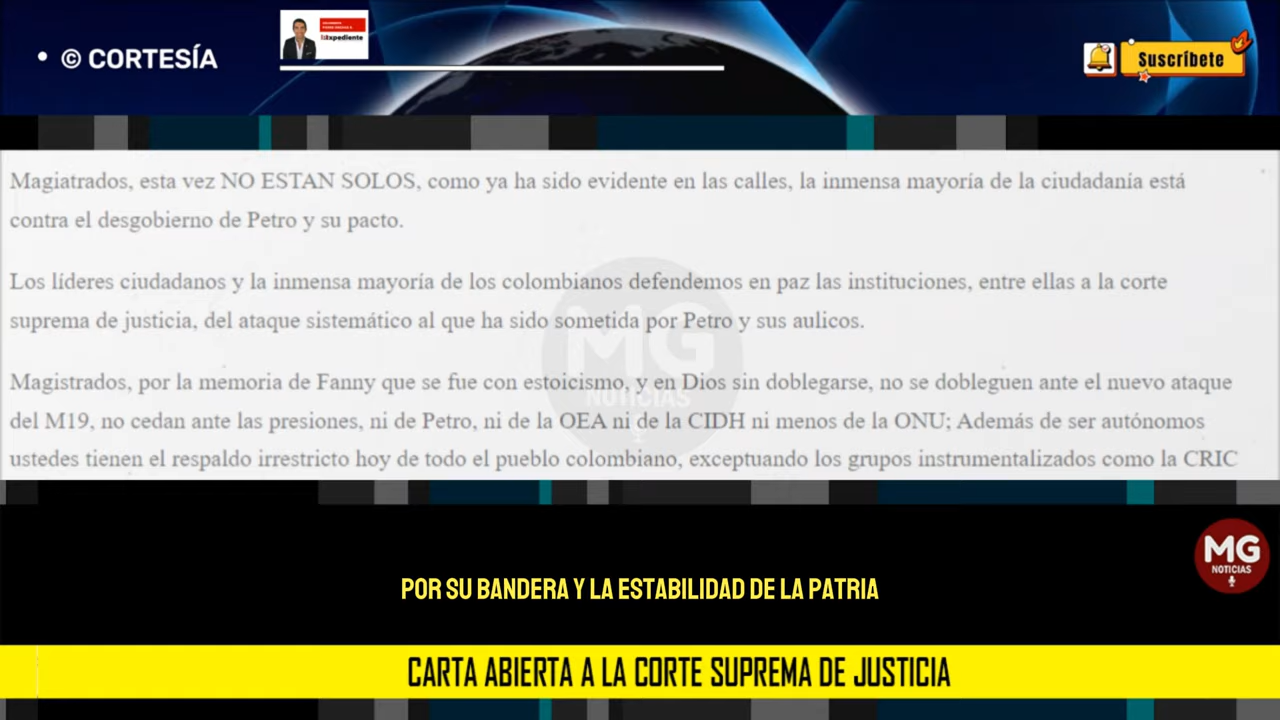 © CORTESÍA
Expediente
Suscríbete
Magiatrados, esta vez NO ESTAN SOLOS, como ya ha sido evidente en las calles, la inmensa mayoría de la ciudadanía está
contra el desgobierno de Petro y su pacto.
Los líderes ciudadanos y la inmensa mayoría de los colombianos defendemos en paz las instituciones, entre ellas a la corte
suprema de justicia, del ataque sistemático al que ha sido sometida por Petro y sus aulicos.
MG
NOTICIAS
Magistrados, por la memoria de Fanny que se fue con estoicismo, y en Dios sin doblegarse, no se dobleguen ante el nuevo ataque
del M19, no cedan ante las presiones, ni de Petro, ni de la OEA ni de la CIDH ni menos de la ONU; Además de ser autónomos
ustedes tienen el respaldo irrestricto hoy de todo el pueblo colombiano, exceptuando los grupos instrumentalizados como la CRIC
MG
NOTICIAS
POR SU BANDERA Y LA ESTABILIDAD DE LA PATRIA
CARTA ABIERTA A LA CORTE SUPREMA DE JUSTICIA